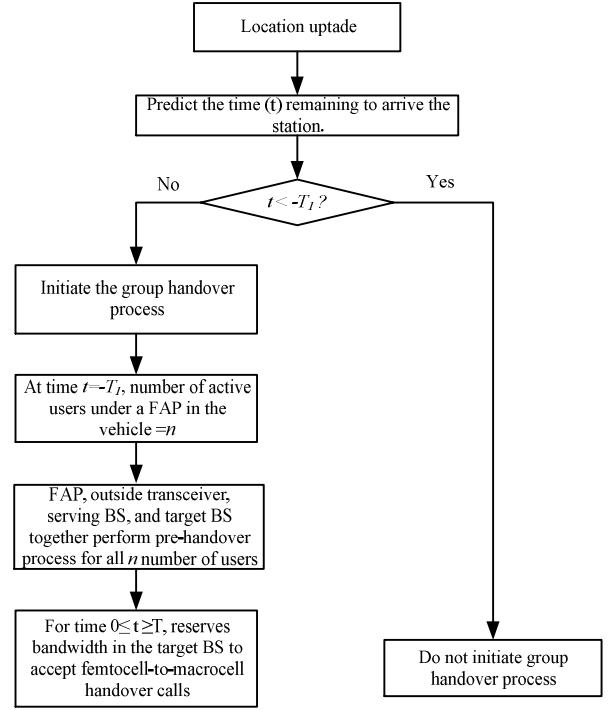 Location uptade
Predict the time (t) remaining to arrive the
station.
No
Yes
t< -T1 ?
Initiate the group handover
process
At time t=-T1, number of active
users under a FAP in the
vehicle =n
FAP, outside transceiver,
serving BS, and target BS
together perform pre-handover
process for all n number of users
For time 0≤ t ≥T, reserves
bandwidth in the target BS to
accept femtocell-to-macrocell
handover calls
Do not initiate group
handover process